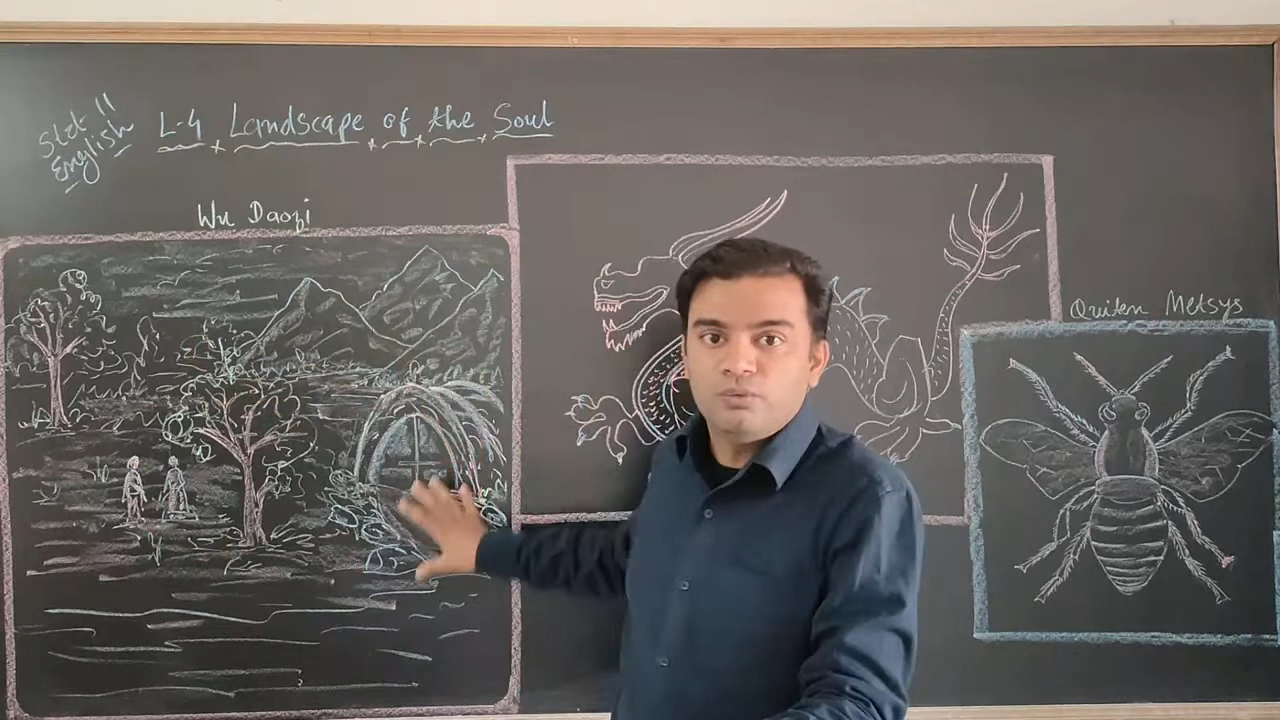 Std-11
English
L-4 Landscape of the Soul
Wu Daozi
Quiten Metsys